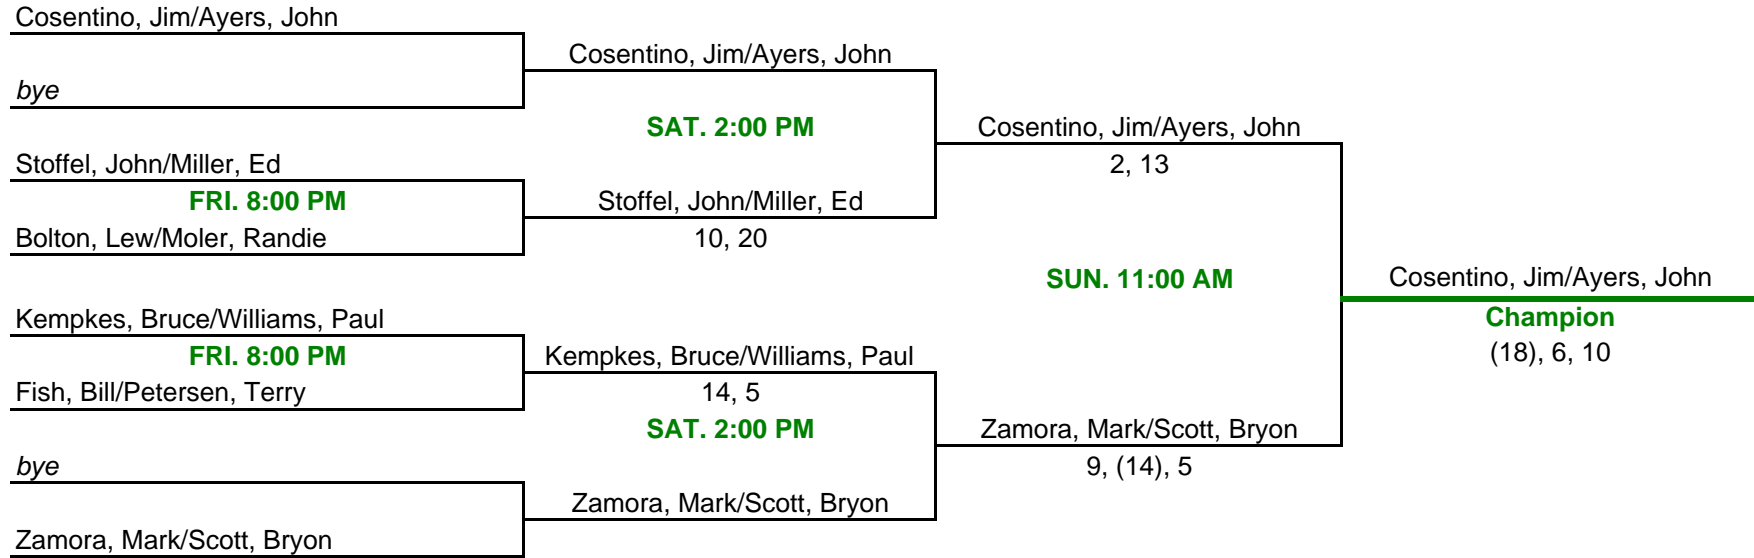 Cosentino, Jim/Ayers, John
bye
Stoffel, John/Miller, Ed
FRI. 8:00 PM
Bolton, Lew/Moler, Randie
Kempkes, Bruce/Williams, Paul
FRI. 8:00 PM
Fish, Bill/Petersen, Terry
bye
Zamora, Mark/Scott, Bryon
Cosentino, Jim/Ayers, John
SAT. 2:00 PM
Stoffel, John/Miller, Ed
10, 20
Kempkes, Bruce/Williams, Paul
14, 5
SAT. 2:00 PM
Zamora, Mark/Scott, Bryon
Cosentino, Jim/Ayers, John
2, 13
SUN. 11:00 AM
Zamora, Mark/Scott, Bryon
9, (14), 5
Cosentino, Jim/Ayers, John
Champion
(18), 6, 10